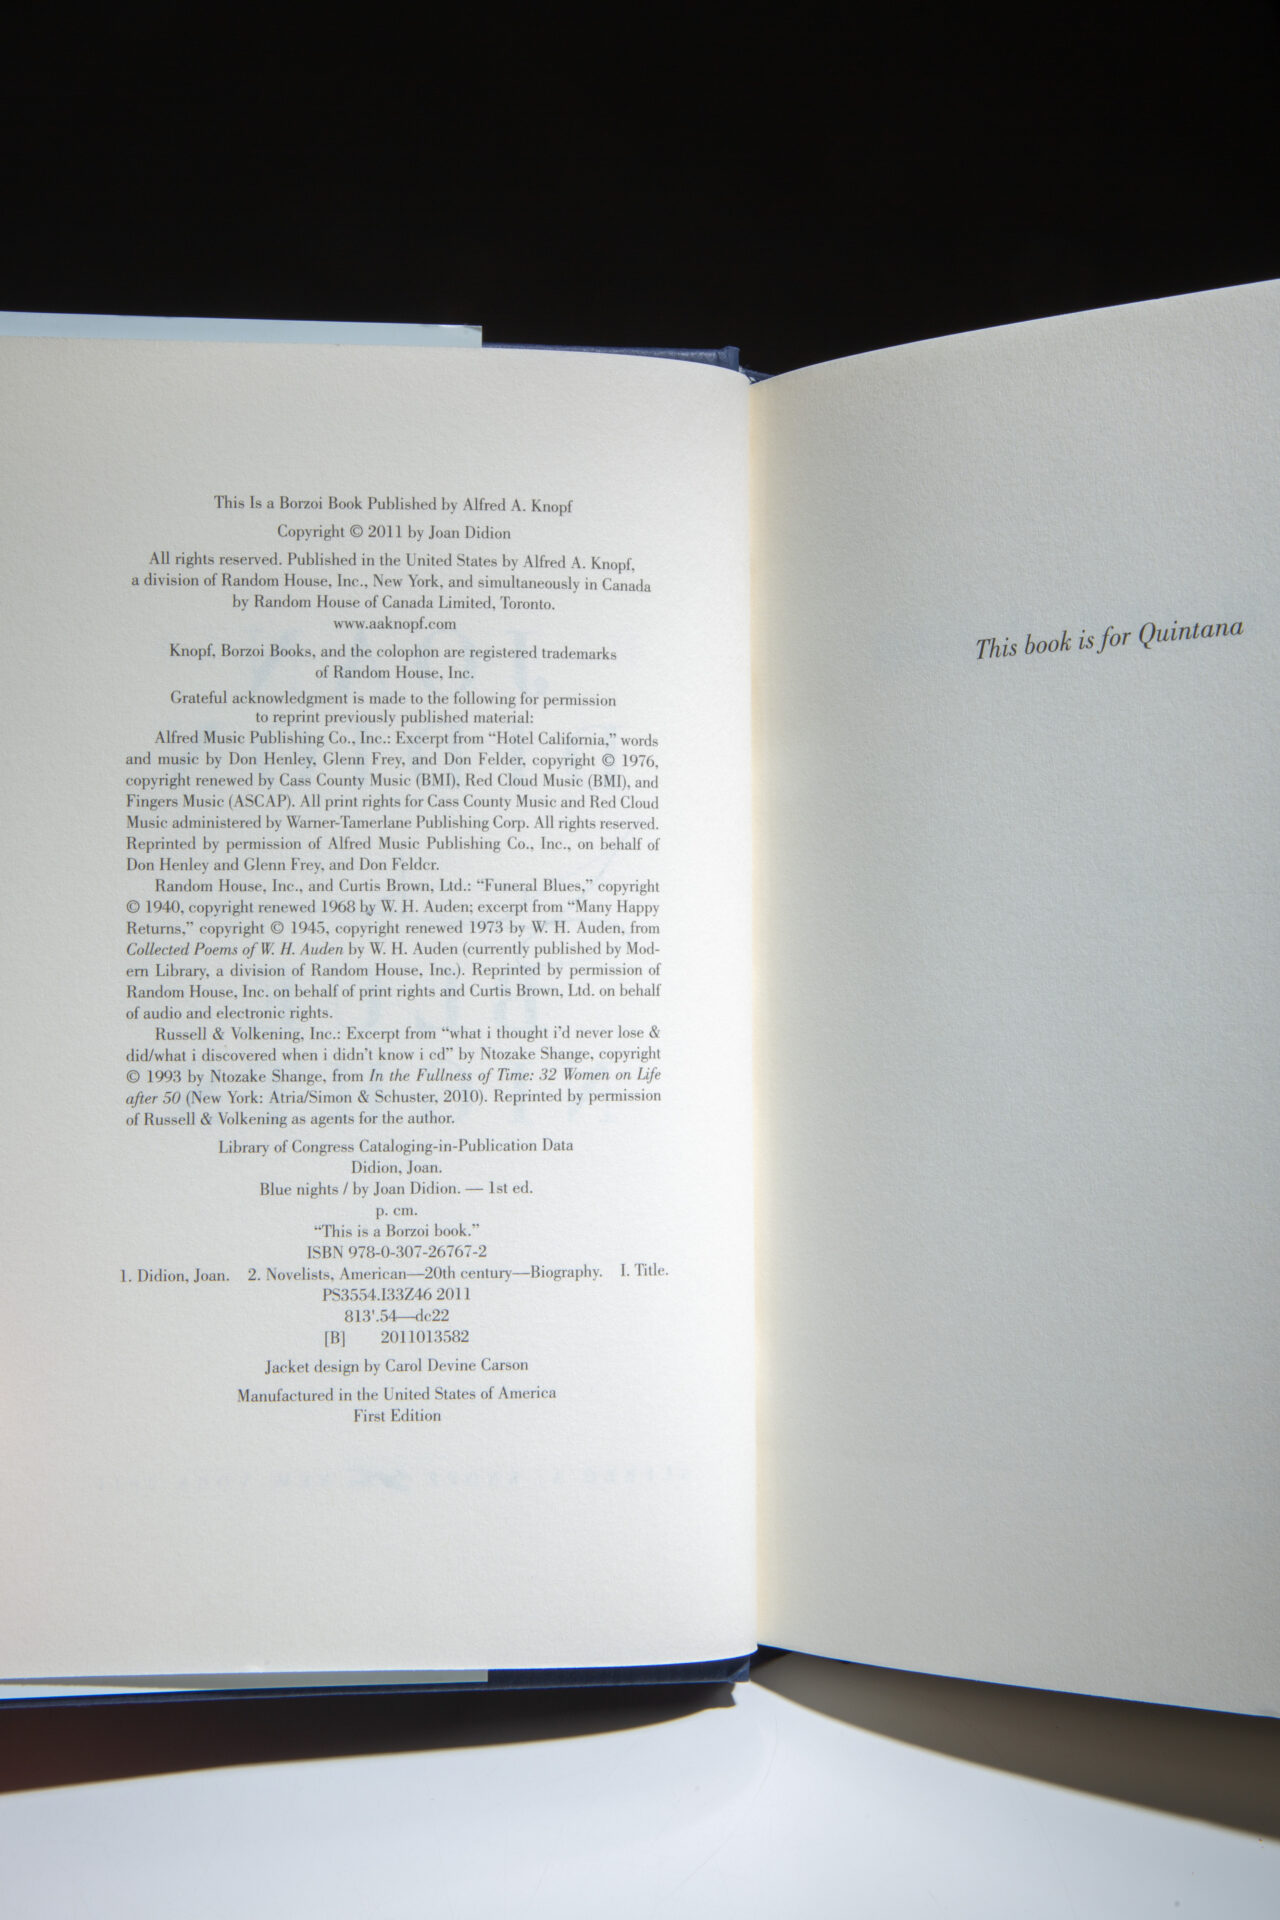 This Is a Borzoi Book Published by Alfred A. Knopf
Copyright © 2011 by Joan Didion
All rights reserved. Published in the United States by Alfred A. Knopf,
a division of Random House, Inc., New York, and simultaneously in Canada
by Random House of Canada Limited, Toronto.
www.aaknopf.com
Knopf, Borzoi Books, and the colophon are registered trademarks
of Random House, Inc.
Grateful acknowledgment is made to the following for permission
to reprint previously published material:
Alfred Music Publishing Co., Inc.: Excerpt from “Hotel California,” words
and music by Don Henley, Glenn Frey, and Don Felder, copyright © 1976,
copyright renewed by Cass County Music (BMI), Red Cloud Music (BMI), and
Fingers Music (ASCAP). All print rights for Cass County Music and Red Cloud
Music administered by Warner-Tamerlane Publishing Corp. All rights reserved.
Reprinted by permission of Alfred Music Publishing Co., Inc., on behalf of
Don Henley and Glenn Frey, and Don Felder.
Random House, Inc., and Curtis Brown, Ltd.: “Funeral Blues,” copyright
© 1940, copyright renewed 1968 by W. H. Auden; excerpt from “Many Happy
Returns,” copyright © 1945, copyright renewed 1973 by W. H. Auden, from
Collected Poems of W. H. Auden by W. H. Auden (currently published by Mod-
ern Library, a division of Random House, Inc.). Reprinted by permission of
Random House, Inc. on behalf of print rights and Curtis Brown, Ltd. on behalf
of audio and electronic rights.
Russell & Volkening, Inc.: Excerpt from “what i thought i’d never lose &
did/what i discovered when i didn’t know i cd” by Ntozake Shange, copyright
© 1993 by Ntozake Shange, from In the Fullness of Time: 32 Women on Life
after 50 (New York: Atria/Simon & Schuster, 2010). Reprinted by permission
of Russell & Volkening as agents for the author.
Library of Congress Cataloging-in-Publication Data
Didion, Joan.
Blue nights / by Joan Didion. — 1st ed.
p. cm.
“This is a Borzoi book.”
ISBN 978-0-307-26767-2
1. Didion, Joan. 2. Novelists, American—20th century—Biography. I. Title.
PS3554.I33Z46 2011
813'.54—dc22
[B] 2011013582
Jacket design by Carol Devine Carson
Manufactured in the United States of America
First Edition
This book is for Quintana